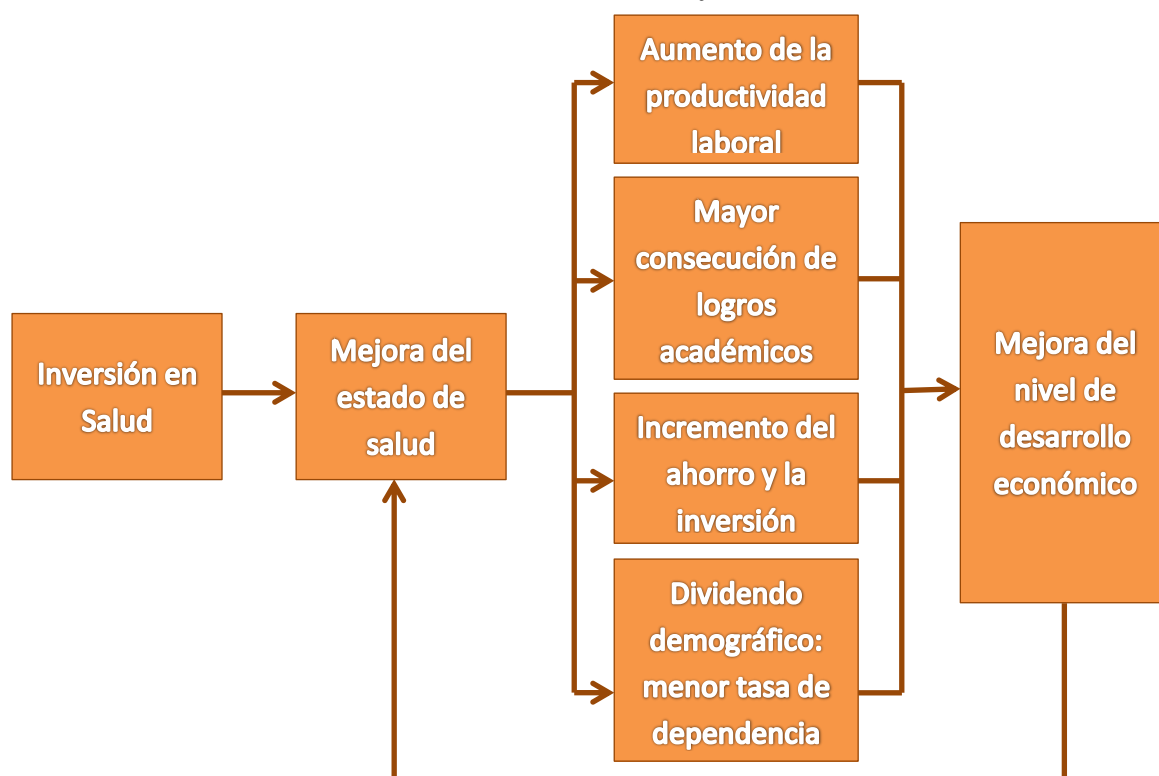 Inversión en
Salud
Mejora del
estado de
salud
Aumento de la
productividad
laboral
Mayor
consecución de
logros
académicos
Incremento del
ahorro y la
inversión
Dividendo
demográfico:
menor tasa de
dependencia
Mejora del
nivel de
desarrollo
económico